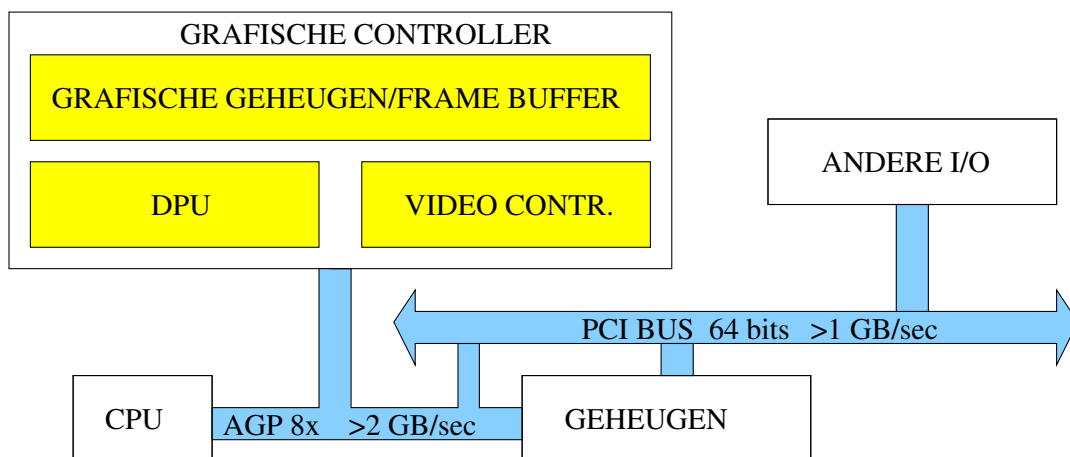 GRAFISCHE CONTROLLER
GRAFISCHE GEHEUGEN/FRAME BUFFER
DPU
VIDEO CONTR.
ANDERE I/O
PCI BUS 64 bits >1 GB/sec
CPU
AGP 8x >2 GB/sec
GEHEUGEN